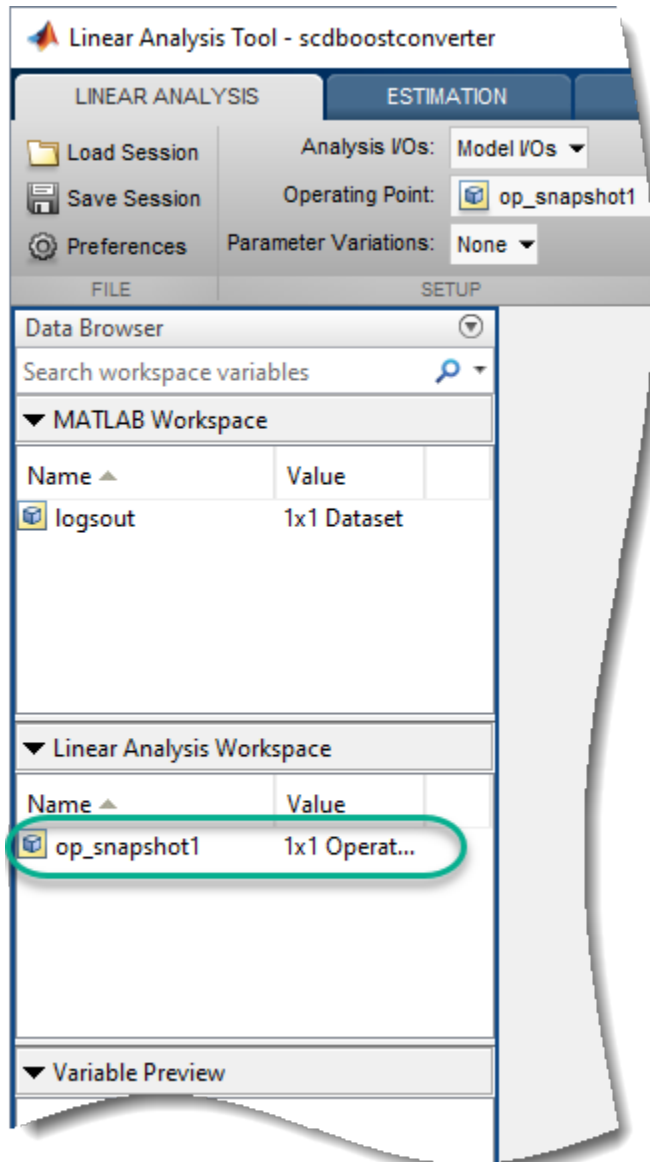 Linear Analysis Tool - scdboostconverter
LINEAR ANALYSIS ESTIMATION
Load Session Analysis I/Os: Model I/Os
Save Session Operating Point: op_snapshot1
Preferences Parameter Variations: None
FILE SETUP
Data Browser
Search workspace variables
MATLAB Workspace
Name Value
logsout 1x1 Dataset
Linear Analysis Workspace
Name Value
op_snapshot1 1x1 Operat...
Variable Preview